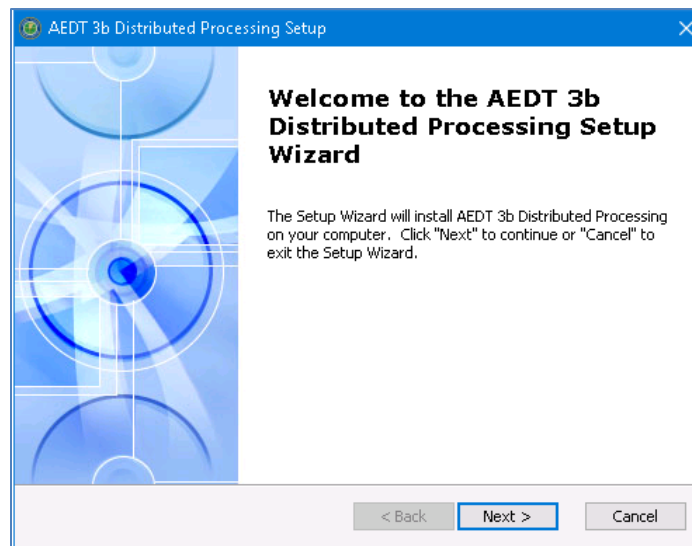 AEDT 3b Distributed Processing Setup
Welcome to the AEDT 3b
Distributed Processing Setup
Wizard
The Setup Wizard will install AEDT 3b Distributed Processing
on your computer. Click "Next" to continue or "Cancel" to
exit the Setup Wizard.
< Back Next > Cancel